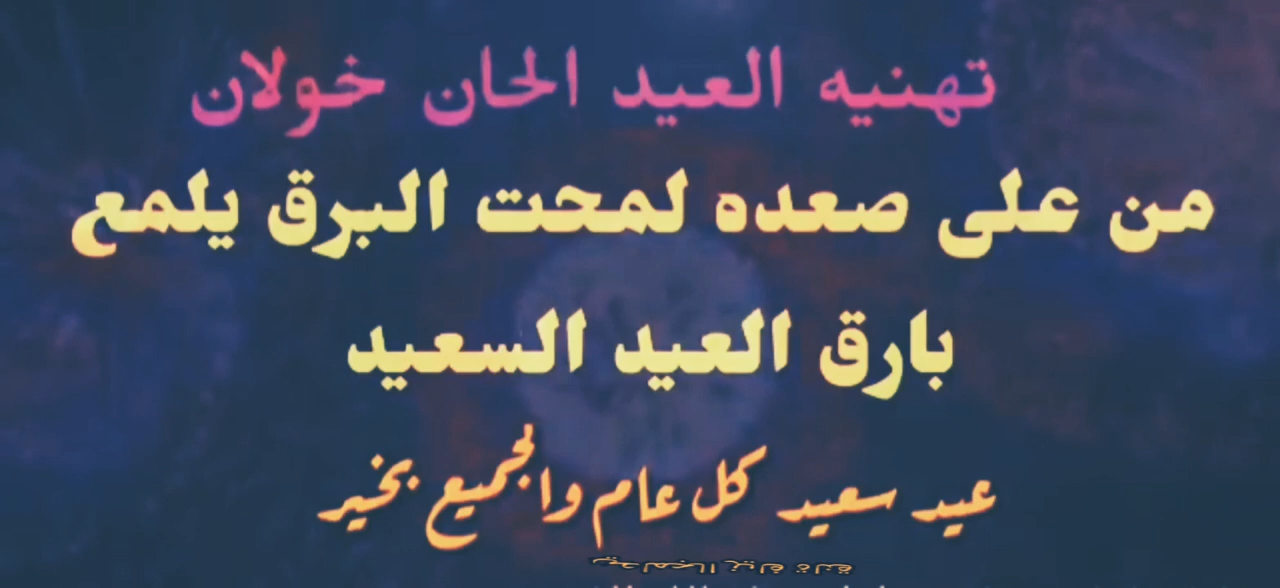 تهنيه العيد الحان خولان
من على صعده لمحت البرق يلمع
بارق العيد السعيد
عيد سعيد كل عام والجميع بخير